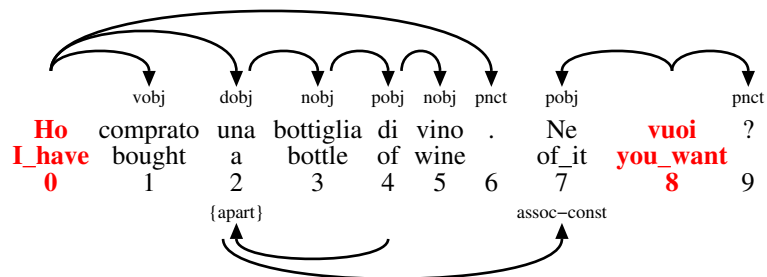 vobj dobj nobj pobj nobj pnct pobj pnct
Ho comprato una bottiglia di vino . Ne vuoi ?
I_have bought a bottle of wine of_it you_want
0 1 2 3 4 5 6 7 8 9
{apart} assoc−const